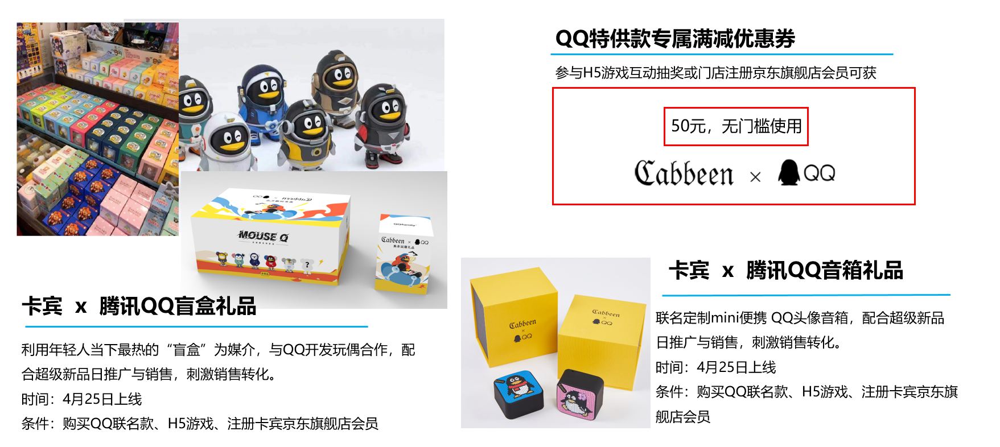 QQ特供款专属满减优惠券
参与H5游戏互动抽奖或门店注册京东旗舰店会员可获
50元，无门槛使用
Cabbeen × QQ
QQ × Cabbeen
MOUSE Q
?
QQfamily
Cabbeen × QQ
卡宾 x 腾讯QQ盲盒礼品
利用年轻人当下最热的“盲盒”为媒介，与QQ开发玩偶合作，配
合超级新品日推广与销售，刺激销售转化。
时间：4月25日上线
条件：购买QQ联名款、H5游戏、注册卡宾京东旗舰店会员
Cabbeen
×
QQ
Cabbeen
×
QQ
卡宾 x 腾讯QQ音箱礼品
联名定制mini便携 QQ头像音箱，配合超级新品
日推广与销售，刺激销售转化。
时间：4月25日上线
条件：购买QQ联名款、H5游戏、注册卡宾京东旗
舰店会员